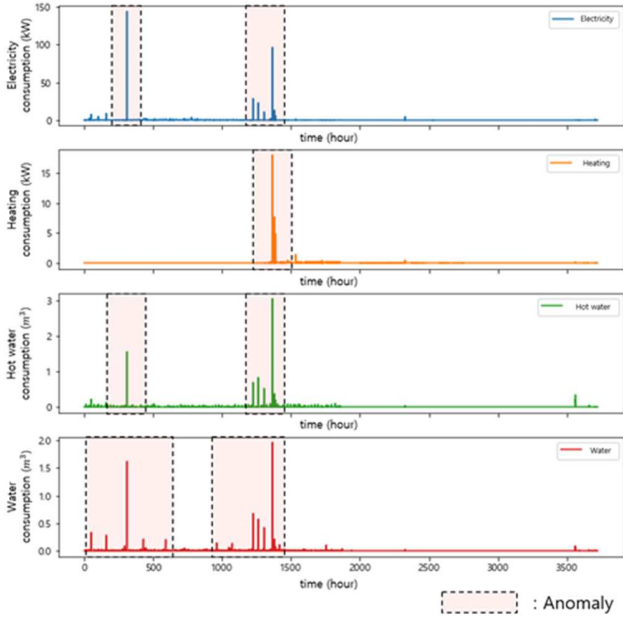 150
100
50
0
Electricity
consumption (kW)
Electricity
time (hour)
15
10
5
0
Heating
consumption (kW)
Heating
time (hour)
3
2
1
0
Hot water
consumption (m³)
Hot water
time (hour)
2.0
1.5
1.0
0.5
0.0
Water
consumption (m³)
Water
0 500 1000 1500 2000 2500 3000 3500
time (hour)
: Anomaly